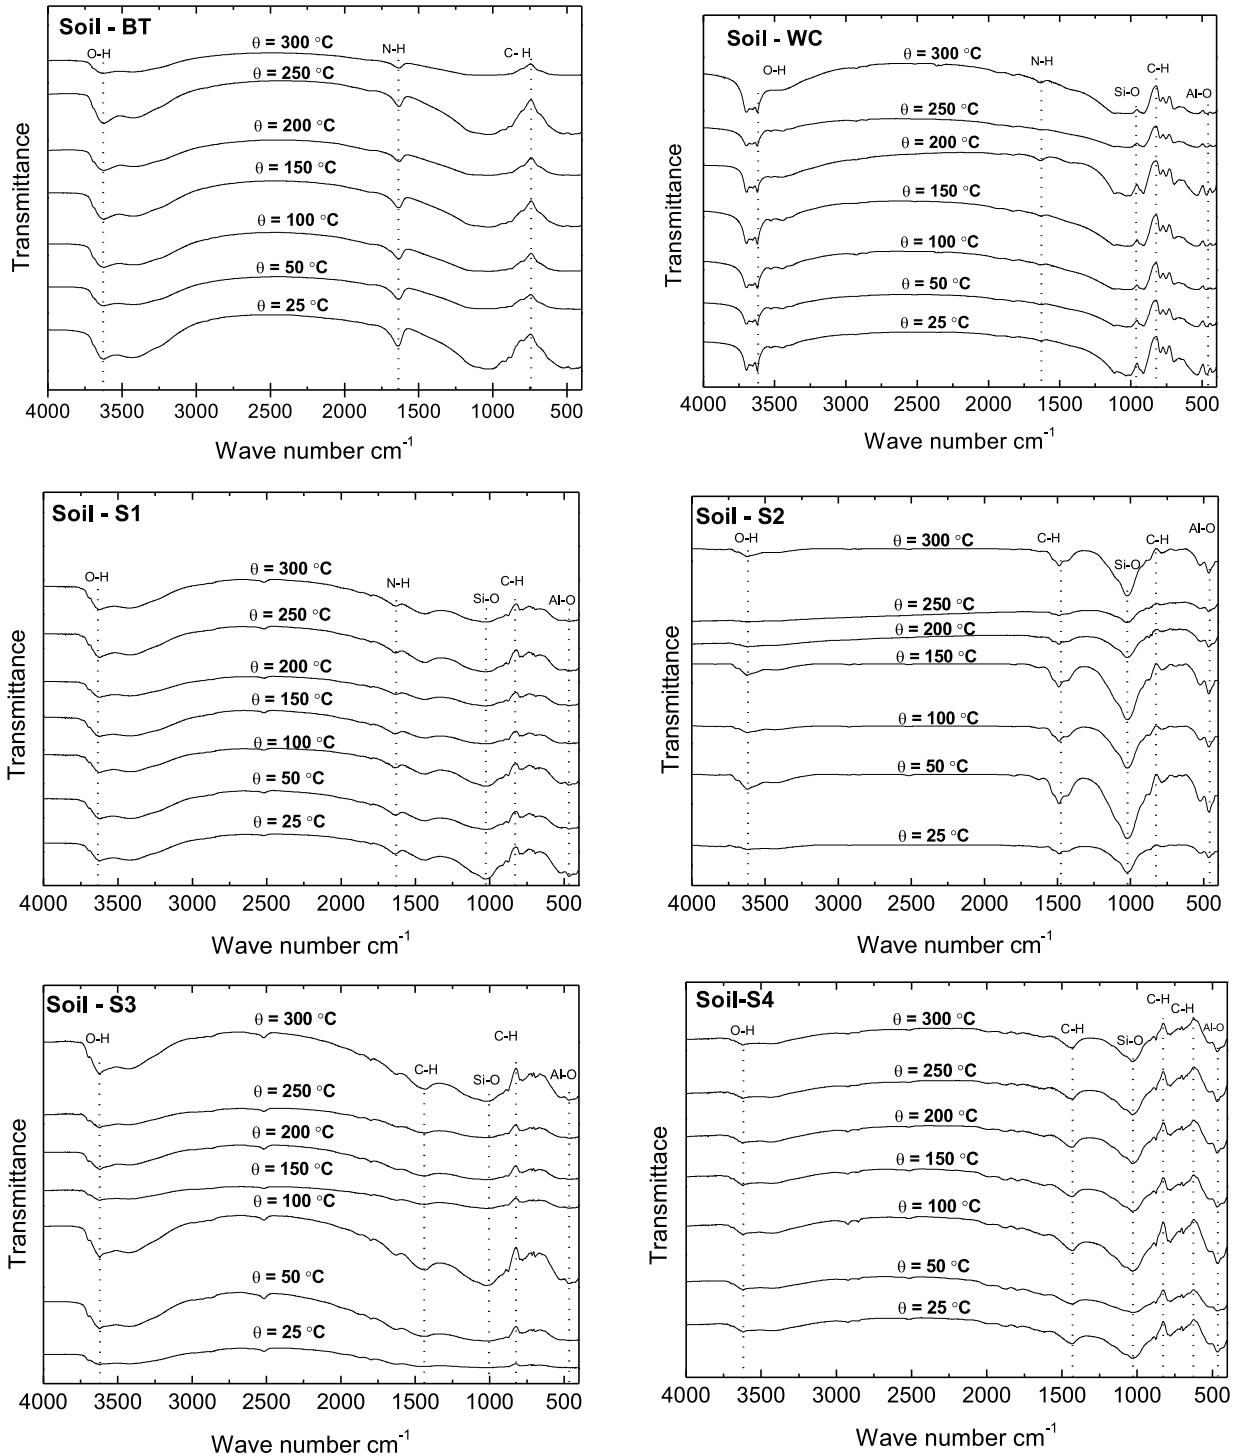 Soil - BT
O-H
θ = 300 °C
N-H
C- H
θ = 250 °C
θ = 200 °C
θ = 150 °C
θ = 100 °C
θ = 50 °C
θ = 25 °C
Transmittance
4000 3500 3000 2500 2000 1500 1000 500
Wave number cm⁻¹
Soil - WC
O-H
θ = 300 °C
N-H
Si-O
C-H
Al-O
θ = 250 °C
θ = 200 °C
θ = 150 °C
θ = 100 °C
θ = 50 °C
θ = 25 °C
Transmittance
4000 3500 3000 2500 2000 1500 1000 500
Wave number cm⁻¹
Soil - S1
O-H
θ = 300 °C
N-H
Si-O
C-H
Al-O
θ = 250 °C
θ = 200 °C
θ = 150 °C
θ = 100 °C
θ = 50 °C
θ = 25 °C
Transmittance
4000 3500 3000 2500 2000 1500 1000 500
Wave number cm⁻¹
Soil - S2
O-H
θ = 300 °C
C-H
Si-O
C-H
Al-O
θ = 250 °C
θ = 200 °C
θ = 150 °C
θ = 100 °C
θ = 50 °C
θ = 25 °C
Transmittance
4000 3500 3000 2500 2000 1500 1000 500
Wave number cm⁻¹
Soil - S3
O-H
θ = 300 °C
C-H
Si-O
C-H
Al-O
θ = 250 °C
θ = 200 °C
θ = 150 °C
θ = 100 °C
θ = 50 °C
θ = 25 °C
Transmittance
4000 3500 3000 2500 2000 1500 1000 500
Wave number cm⁻¹
Soil-S4
O-H
θ = 300 °C
C-H
Si-O
C-H
C-H
Al-O
θ = 250 °C
θ = 200 °C
θ = 150 °C
θ = 100 °C
θ = 50 °C
θ = 25 °C
Transmittace
4000 3500 3000 2500 2000 1500 1000 500
Wave number cm⁻¹